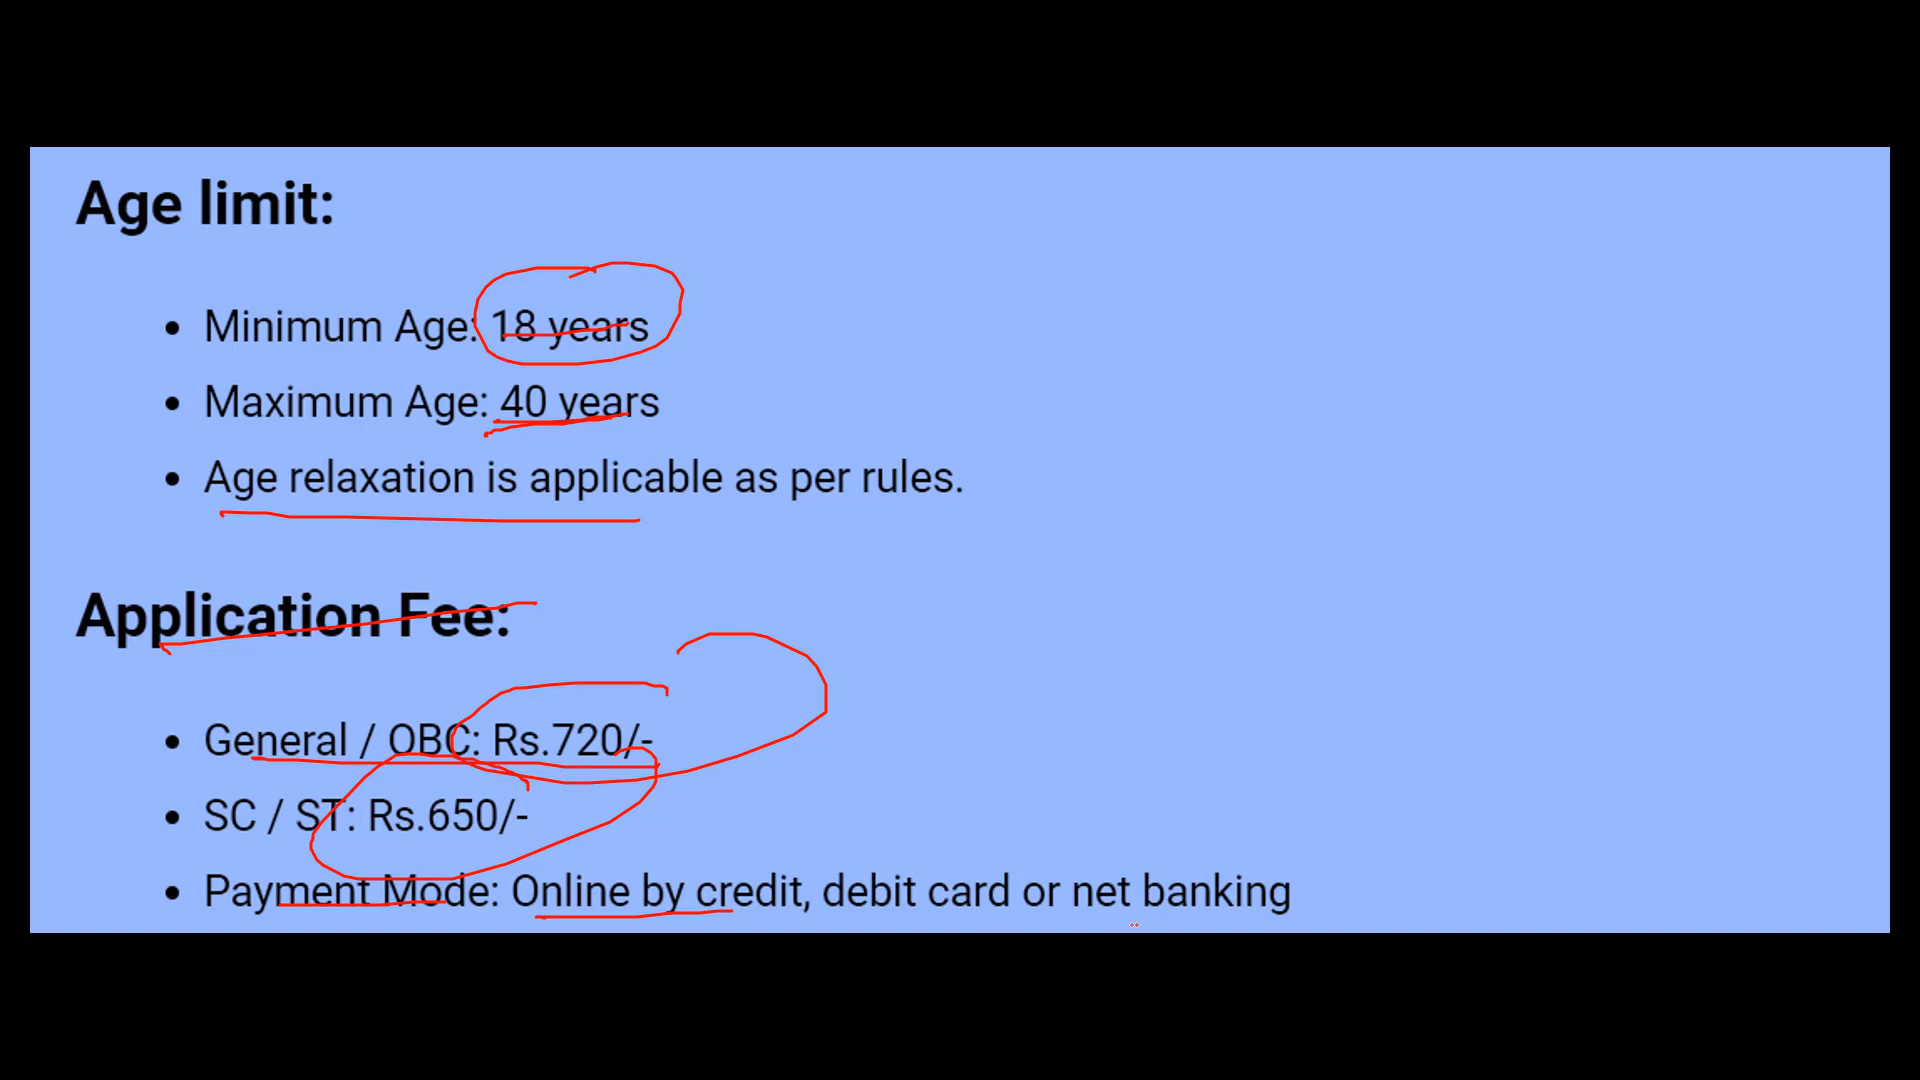 Age limit:
Minimum Age: 18 years
Maximum Age: 40 years
Age relaxation is applicable as per rules.
Application Fee:
General / OBC: Rs.720/-
SC / ST: Rs.650/-
Payment Mode: Online by credit, debit card or net banking